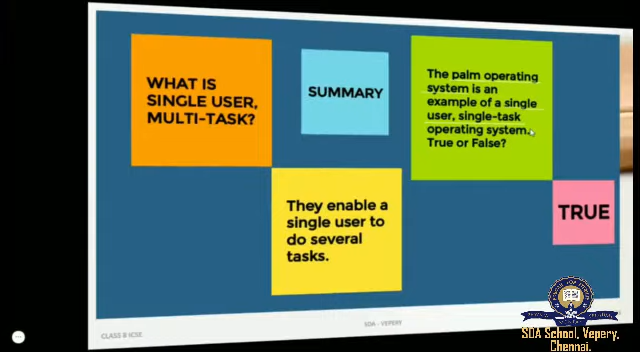 WHAT IS
SINGLE USER,
MULTI-TASK?
SUMMARY
The palm operating
system is an
example of a single
user, single-task
operating system.
True or False?
They enable a
single user to
do several
tasks.
TRUE
CLASS 8 ICSE
SDA - VEPERY
SDA School, Vepery,
Chennai.